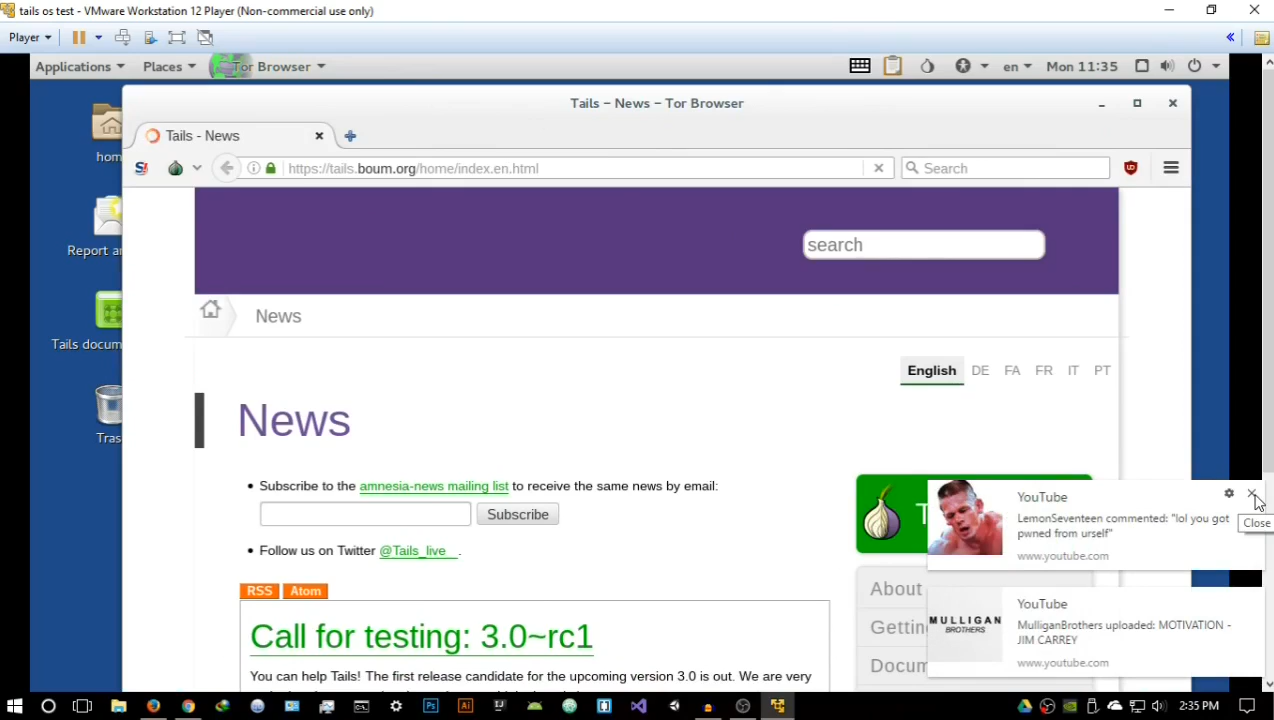 tails os test - VMware Workstation 12 Player (Non-commercial use only)
Player
Applications Places Tor Browser en Mon 11:35
Tails – News – Tor Browser
Tails - News
https://tails.boum.org/home/index.en.html
Search
hom
Report an
Tails docum
Tras
search
News
English DE FA FR IT PT
News
Subscribe to the amnesia-news mailing list to receive the same news by email:
Subscribe
Follow us on Twitter @Tails_live .
RSS Atom
Call for testing: 3.0~rc1
You can help Tails! The first release candidate for the upcoming version 3.0 is out. We are very
T
About
Gettin
Docum
YouTube
LemonSeventeen commented: "lol you got
pwned from urself"
www.youtube.com
Close
MULLIGAN
BROTHERS
YouTube
MulliganBrothers uploaded: MOTIVATION -
JIM CARREY
www.youtube.com
2:35 PM